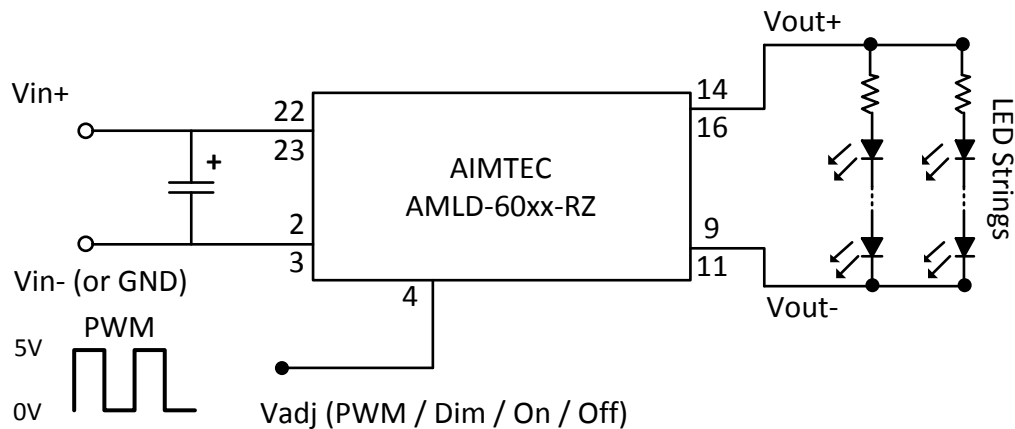 Vout+
Vin+
22
23
14
16
+
AIMTEC
AMLD-60xx-RZ
LED Strings
2
3
9
11
Vin- (or GND)
4
Vout-
PWM
5V
0V
Vadj (PWM / Dim / On / Off)